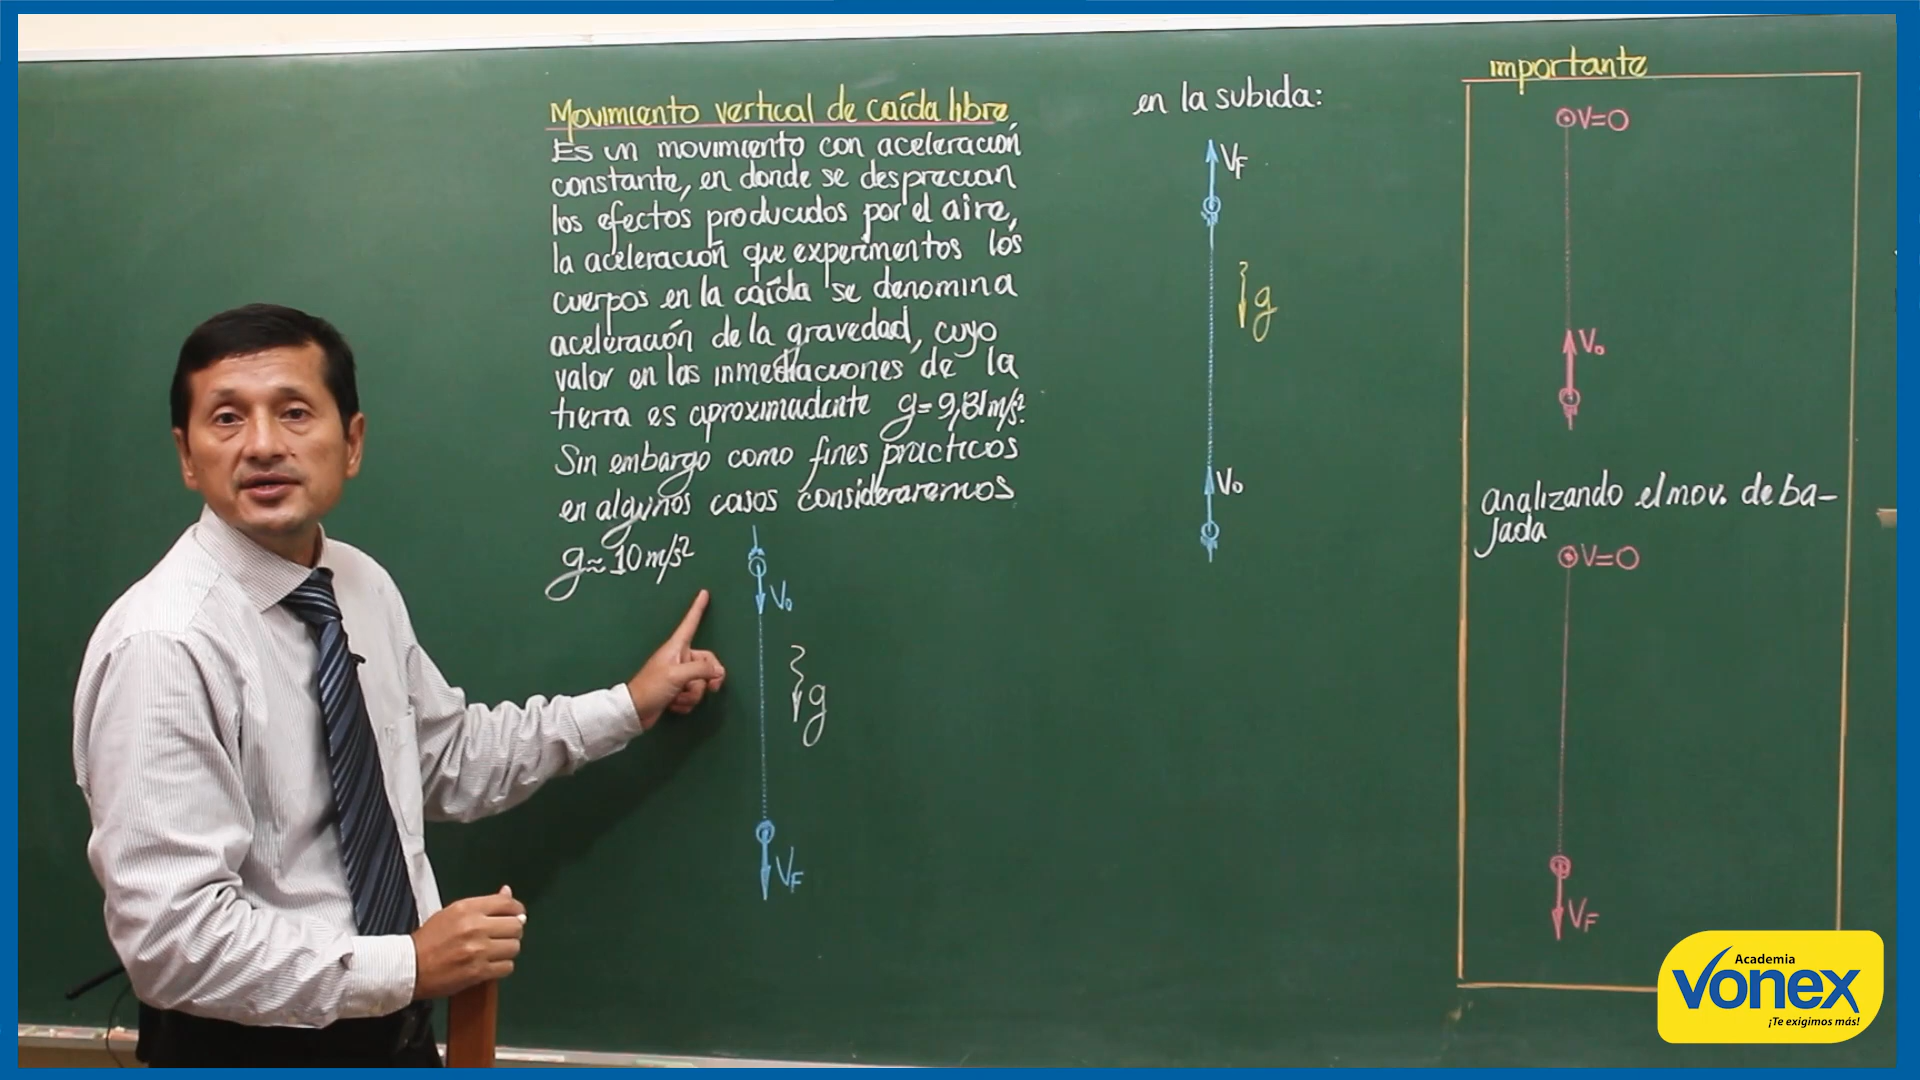 Movimiento vertical de caída libre
Es un movimiento con aceleración
constante, en donde se desprecian
los efectos producidos por el aire,
la aceleración que experimentos los
cuerpos en la caída se denomina
aceleración de la gravedad, cuyo
valor en las inmediaciones de la
tierra es aproximadante g=9,81m/s².
Sin embargo como fines practicos
en algunos casos consideraremos
g≈10m/s²
V₀
g
VF
en la subida:
VF
g
V₀
importante
V=0
V₀
analizando el mov. de ba-
jada
V=0
VF
Academia
Vonex
¡Te exigimos más!